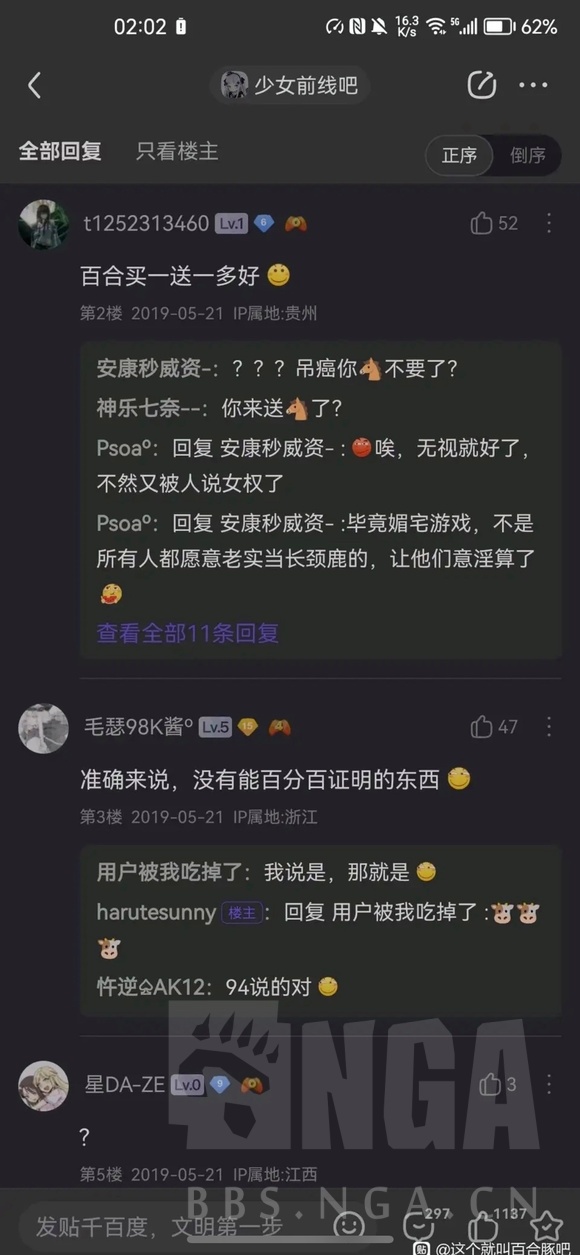 02:02
16.3 K/s
5G
62%
少女前线吧
全部回复 只看楼主
正序 倒序
t1252313460 Lv.1 6
52
百合买一送一多好
第2楼 2019-05-21 IP属地:贵州
安康秒威资-：？？？吊癌你🐴不要了？
神乐七奈--：你来送🐴了？
Psoaº：回复 安康秒威资- :唉，无视就好了，
不然又被人说女权了
Psoaº：回复 安康秒威资- :毕竟媚宅游戏，不是
所有人都愿意老实当长颈鹿的，让他们意淫算了
查看全部11条回复
毛瑟98K酱º Lv.5 15 4
47
准确来说，没有能百分百证明的东西
第3楼 2019-05-21 IP属地:浙江
用户被我吃掉了：我说是，那就是
harutesunny 楼主：回复 用户被我吃掉了 :🐮🐮
🐮
忤逆♤AK12：94说的对
星DA-ZE Lv.0 9
3
？
第5楼 2019-05-21 IP属地:江西
NGA
BBS.NGA.CN
发贴千百度，文明第一步
297
1137
贴 @这个就叫百合豚吧